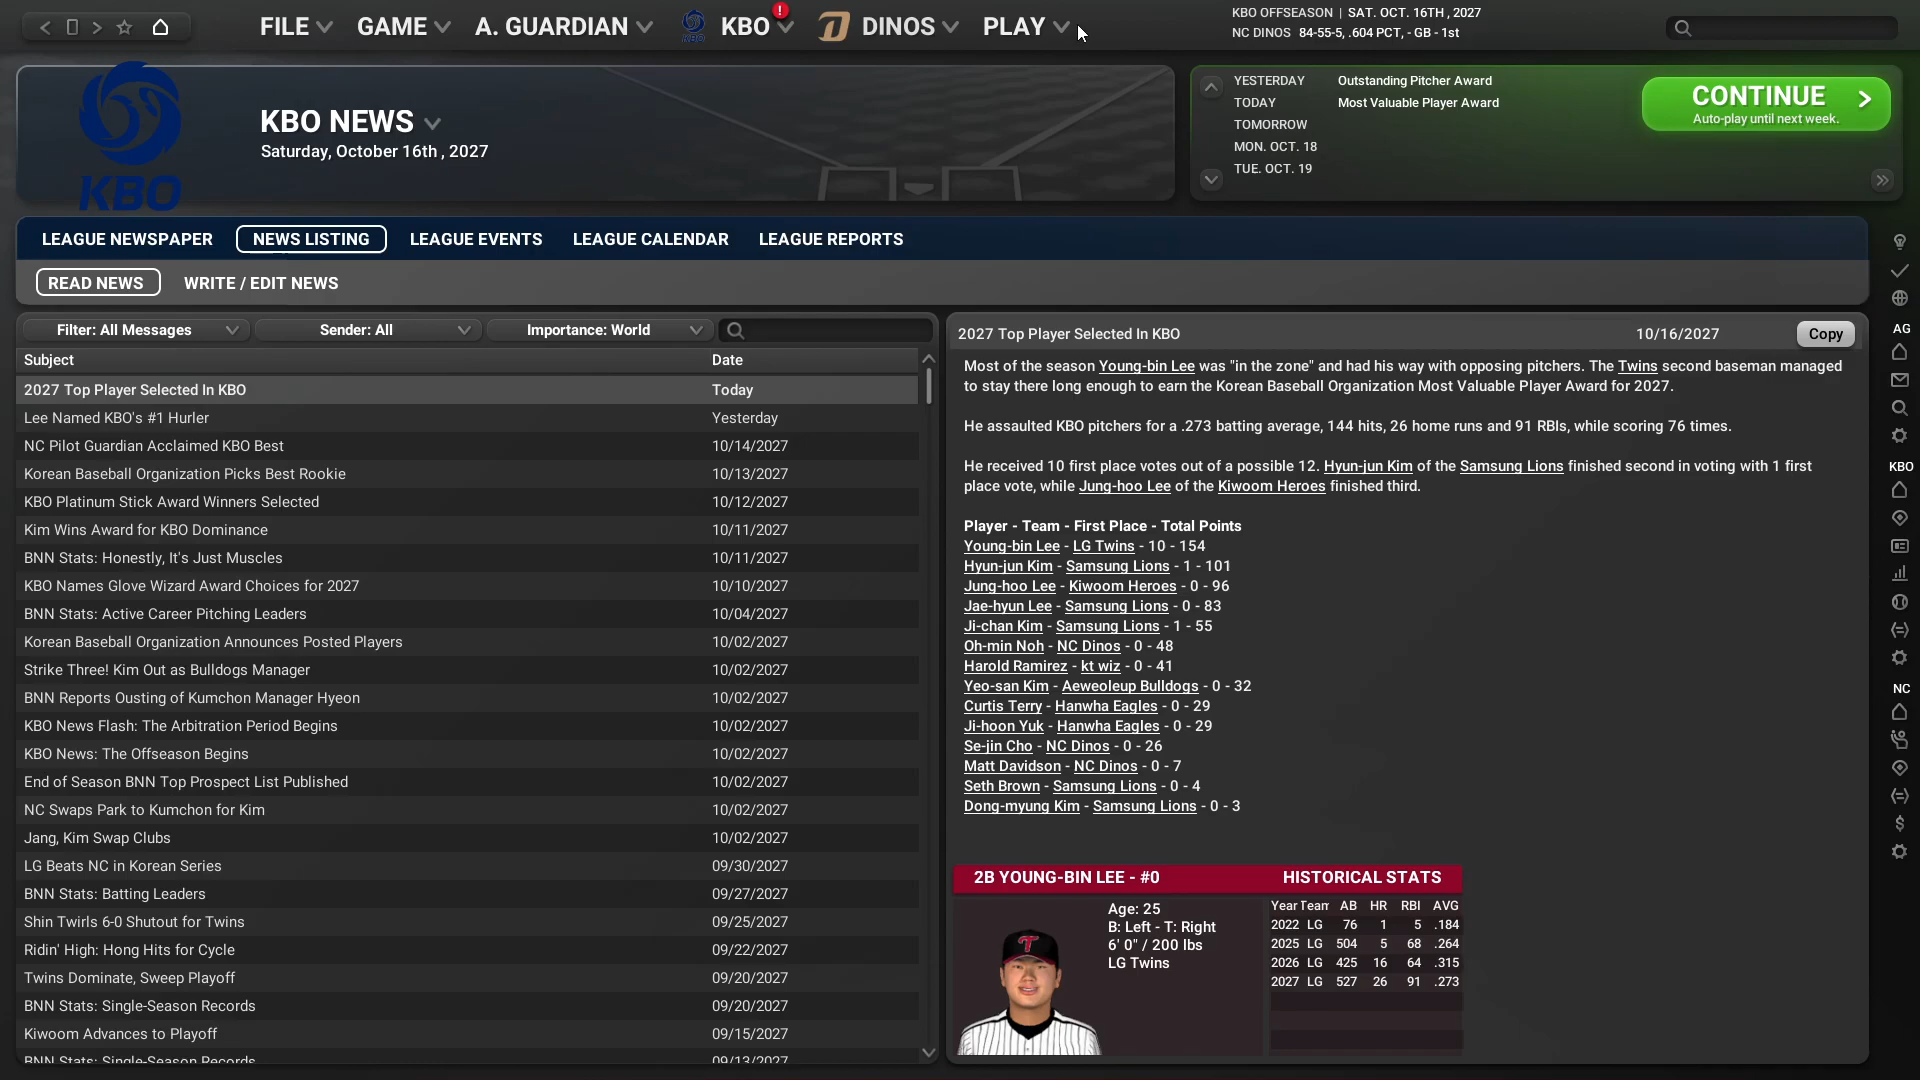 FILE GAME A. GUARDIAN KBO ! DINOS PLAY
KBO OFFSEASON | SAT. OCT. 16TH , 2027
NC DINOS 84-55-5, .604 PCT, - GB - 1st
KBO
KBO NEWS
Saturday, October 16th , 2027
YESTERDAY Outstanding Pitcher Award
TODAY Most Valuable Player Award
TOMORROW
MON. OCT. 18
TUE. OCT. 19
CONTINUE
Auto-play until next week.
LEAGUE NEWSPAPER NEWS LISTING LEAGUE EVENTS LEAGUE CALENDAR LEAGUE REPORTS
READ NEWS WRITE / EDIT NEWS
Filter: All Messages Sender: All Importance: World
Subject Date
2027 Top Player Selected In KBO Today
Lee Named KBO's #1 Hurler Yesterday
NC Pilot Guardian Acclaimed KBO Best 10/14/2027
Korean Baseball Organization Picks Best Rookie 10/13/2027
KBO Platinum Stick Award Winners Selected 10/12/2027
Kim Wins Award for KBO Dominance 10/11/2027
BNN Stats: Honestly, It's Just Muscles 10/11/2027
KBO Names Glove Wizard Award Choices for 2027 10/10/2027
BNN Stats: Active Career Pitching Leaders 10/04/2027
Korean Baseball Organization Announces Posted Players 10/02/2027
Strike Three! Kim Out as Bulldogs Manager 10/02/2027
BNN Reports Ousting of Kumchon Manager Hyeon 10/02/2027
KBO News Flash: The Arbitration Period Begins 10/02/2027
KBO News: The Offseason Begins 10/02/2027
End of Season BNN Top Prospect List Published 10/02/2027
NC Swaps Park to Kumchon for Kim 10/02/2027
Jang, Kim Swap Clubs 10/02/2027
LG Beats NC in Korean Series 09/30/2027
BNN Stats: Batting Leaders 09/27/2027
Shin Twirls 6-0 Shutout for Twins 09/25/2027
Ridin' High: Hong Hits for Cycle 09/22/2027
Twins Dominate, Sweep Playoff 09/20/2027
BNN Stats: Single-Season Records 09/20/2027
Kiwoom Advances to Playoff 09/15/2027
BNN Stats: Single-Season Records 09/13/2027
2027 Top Player Selected In KBO 10/16/2027 Copy
Most of the season Young-bin Lee was "in the zone" and had his way with opposing pitchers. The Twins second baseman managed
to stay there long enough to earn the Korean Baseball Organization Most Valuable Player Award for 2027.
He assaulted KBO pitchers for a .273 batting average, 144 hits, 26 home runs and 91 RBIs, while scoring 76 times.
He received 10 first place votes out of a possible 12. Hyun-jun Kim of the Samsung Lions finished second in voting with 1 first
place vote, while Jung-hoo Lee of the Kiwoom Heroes finished third.
Player - Team - First Place - Total Points
Young-bin Lee - LG Twins - 10 - 154
Hyun-jun Kim - Samsung Lions - 1 - 101
Jung-hoo Lee - Kiwoom Heroes - 0 - 96
Jae-hyun Lee - Samsung Lions - 0 - 83
Ji-chan Kim - Samsung Lions - 1 - 55
Oh-min Noh - NC Dinos - 0 - 48
Harold Ramirez - kt wiz - 0 - 41
Yeo-san Kim - Aeweoleup Bulldogs - 0 - 32
Curtis Terry - Hanwha Eagles - 0 - 29
Ji-hoon Yuk - Hanwha Eagles - 0 - 29
Se-jin Cho - NC Dinos - 0 - 26
Matt Davidson - NC Dinos - 0 - 7
Seth Brown - Samsung Lions - 0 - 4
Dong-myung Kim - Samsung Lions - 0 - 3
2B YOUNG-BIN LEE - #0 HISTORICAL STATS
Age: 25
B: Left - T: Right
6' 0" / 200 lbs
LG Twins
Year Team AB HR RBI AVG
2022 LG 76 1 5 .184
2025 LG 504 5 68 .264
2026 LG 425 16 64 .315
2027 LG 527 26 91 .273
AG
KBO
NC